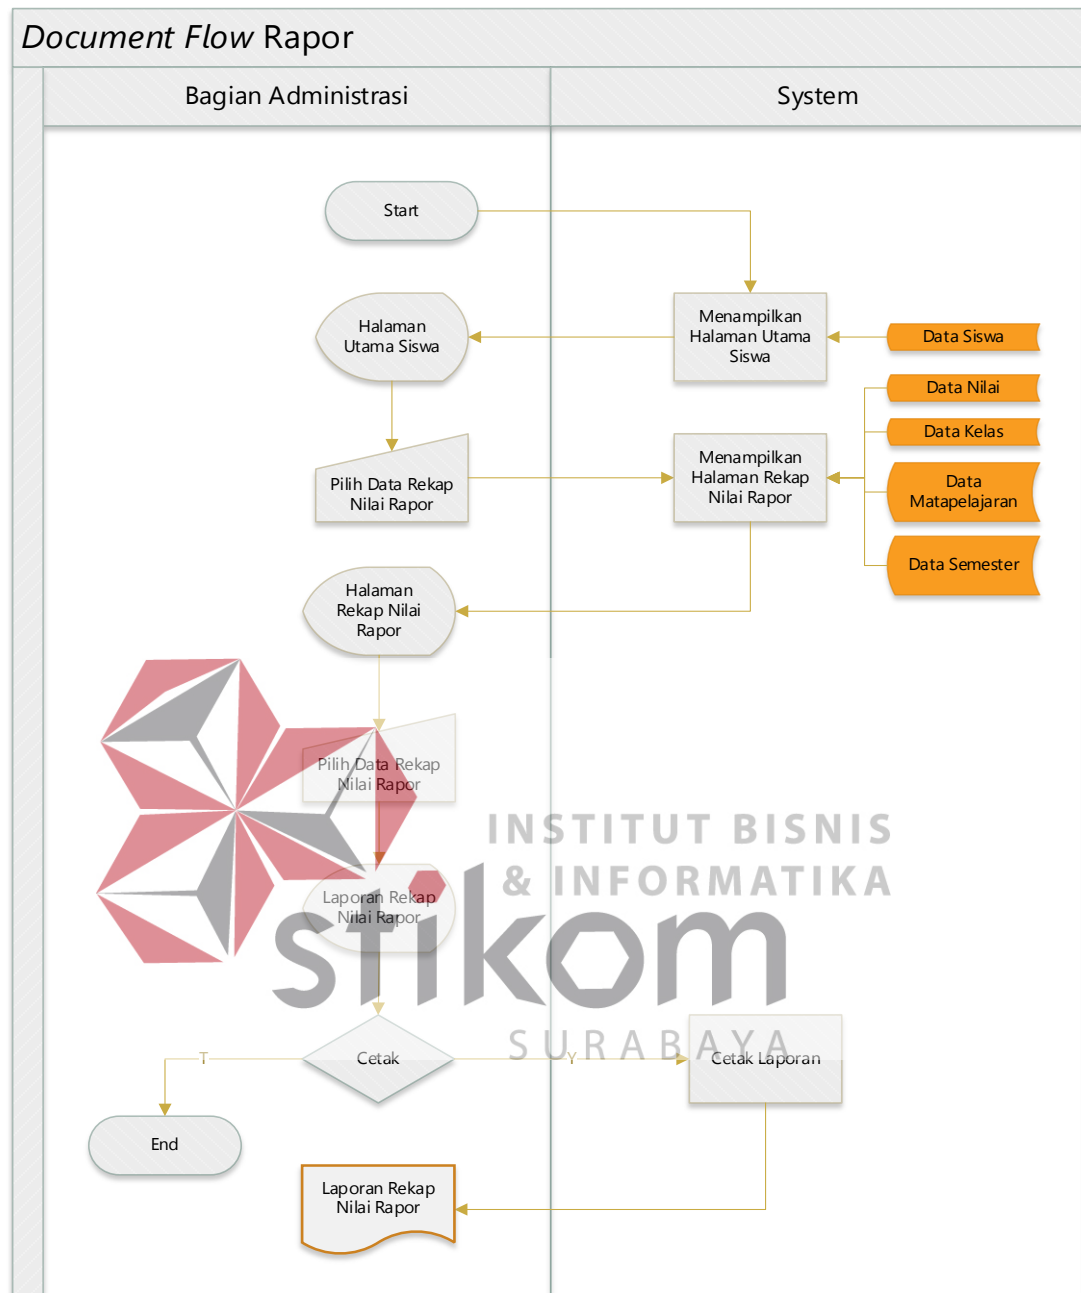 Document Flow Rapor
Bagian Administrasi
System
Start
Halaman
Utama Siswa
Menampilkan
Halaman Utama
Siswa
Data Siswa
Data Nilai
Data Kelas
Data
Matapelajaran
Data Semester
Pilih Data Rekap
Nilai Rapor
Menampilkan
Halaman Rekap
Nilai Rapor
Halaman
Rekap Nilai
Rapor
Pilih Data Rekap
Nilai Rapor
INSTITUT BISNIS
& INFORMATIKA
Laporan Rekap
Nilai Rapor
stikom
SURABAYA
T
Cetak
Y
Cetak Laporan
End
Laporan Rekap
Nilai Rapor